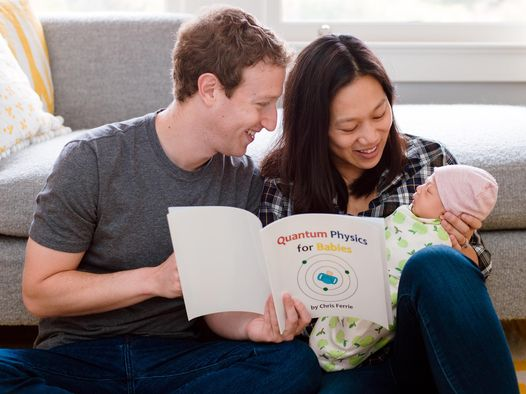 Quantum Physics
for Babies
by Chris Ferrie